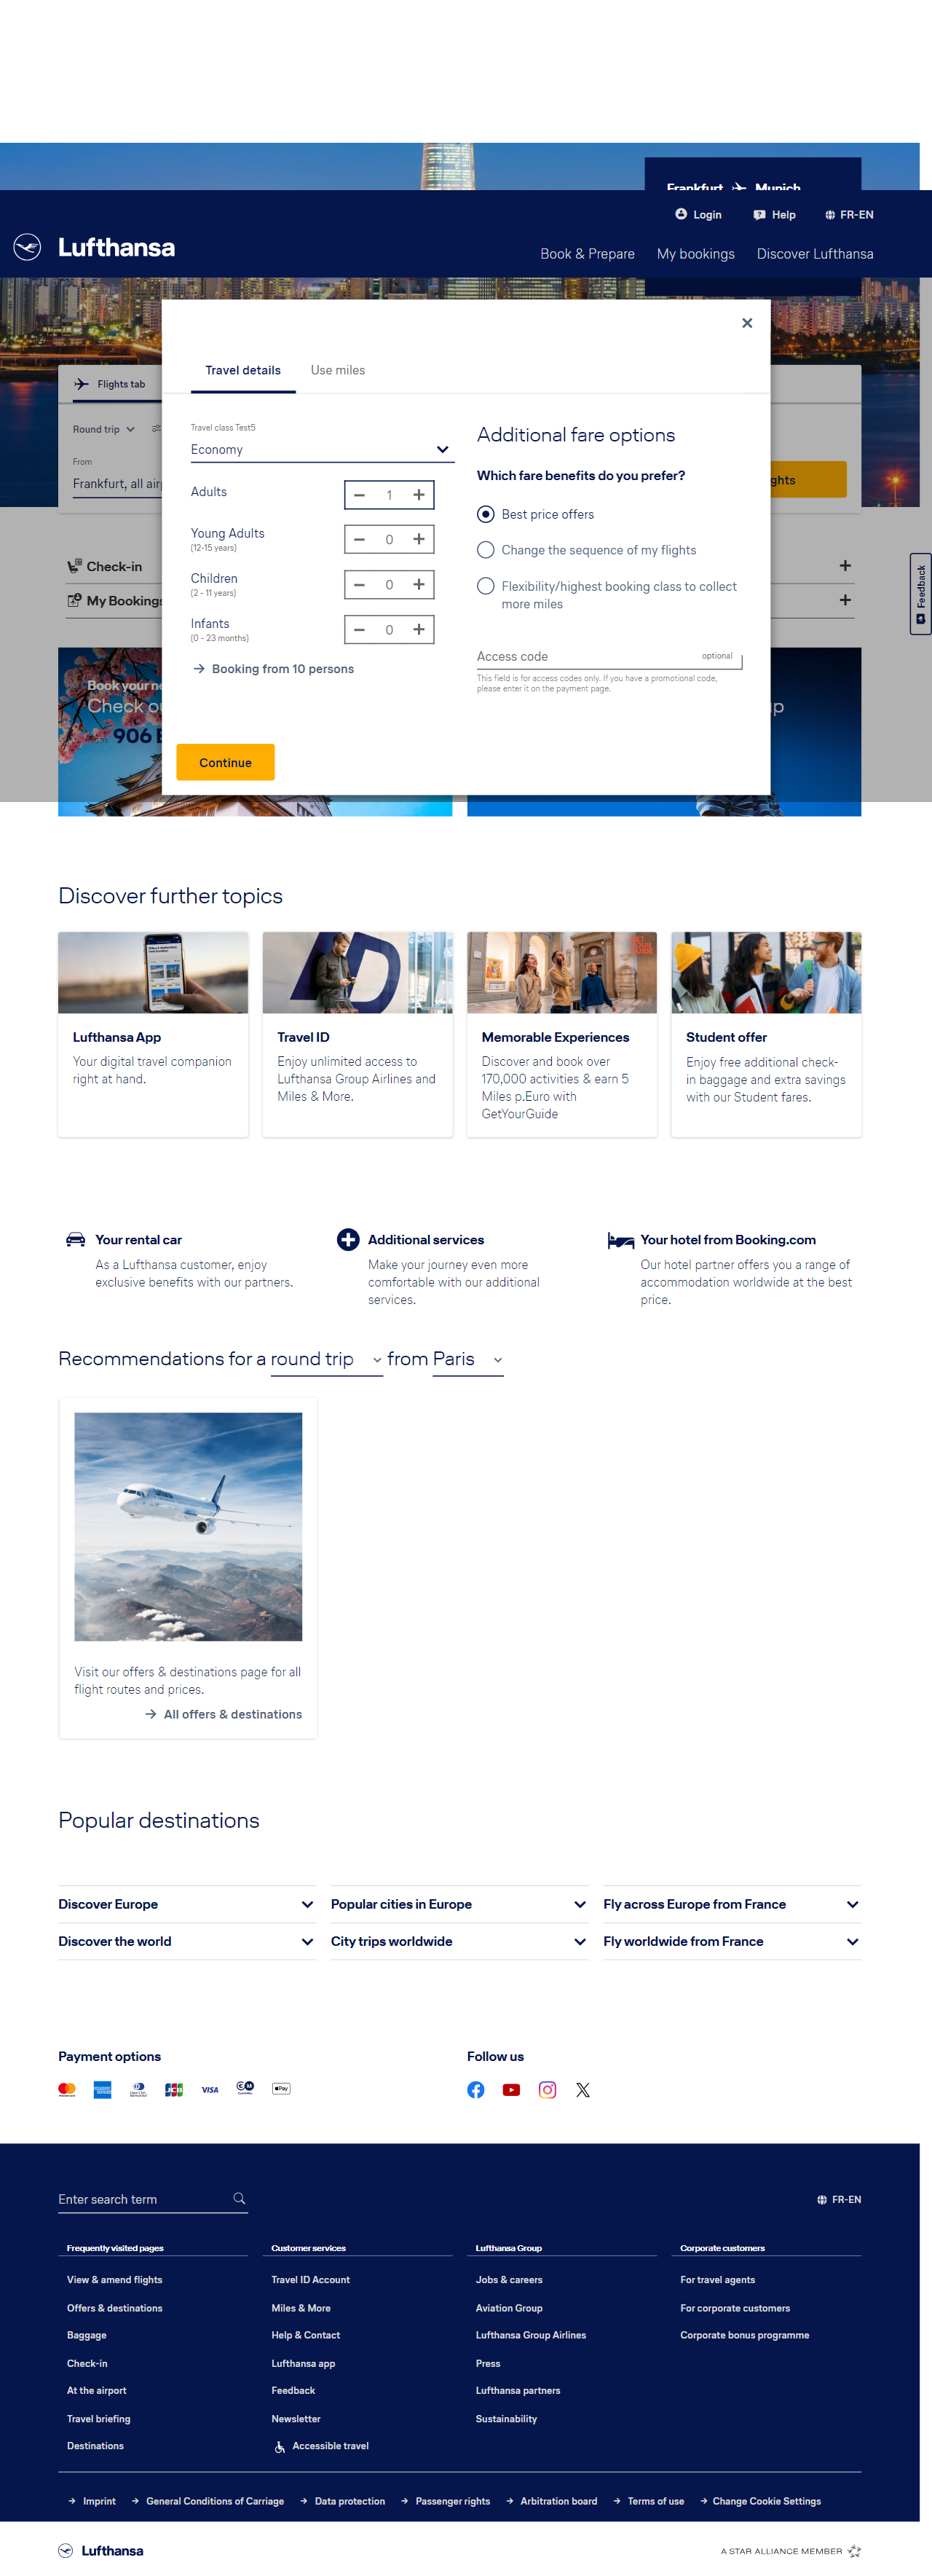 Frankfurt Munich
Login
Help
FR-EN
Lufthansa
Book & Prepare
My bookings
Discover Lufthansa
Flights tab
Round trip
From
Frankfurt, all air
ghts
Travel details
Use miles
Travel class Test5
Economy
Adults
1
Young Adults
(12-15 years)
0
Children
(2 - 11 years)
0
Infants
(0 - 23 months)
0
Booking from 10 persons
Continue
Additional fare options
Which fare benefits do you prefer?
Best price offers
Change the sequence of my flights
Flexibility/highest booking class to collect
more miles
Access code
optional
This field is for access codes only. If you have a promotional code,
please enter it on the payment page.
Check-in
My Bookings
Feedback
Book your ne
Check ou
906 E
p
Discover further topics
Lufthansa App
Your digital travel companion
right at hand.
Travel ID
Enjoy unlimited access to
Lufthansa Group Airlines and
Miles & More.
GET
YOUR
GUIDE
Memorable Experiences
Discover and book over
170,000 activities & earn 5
Miles p.Euro with
GetYourGuide
Student offer
Enjoy free additional check-
in baggage and extra savings
with our Student fares.
Your rental car
As a Lufthansa customer, enjoy
exclusive benefits with our partners.
Additional services
Make your journey even more
comfortable with our additional
services.
Your hotel from Booking.com
Our hotel partner offers you a range of
accommodation worldwide at the best
price.
Recommendations for a round trip from Paris
Visit our offers & destinations page for all
flight routes and prices.
All offers & destinations
Popular destinations
Discover Europe
Popular cities in Europe
Fly across Europe from France
Discover the world
City trips worldwide
Fly worldwide from France
Payment options
VISA
Pay
Follow us
Enter search term
FR-EN
Frequently visited pages
View & amend flights
Offers & destinations
Baggage
Check-in
At the airport
Travel briefing
Destinations
Customer services
Travel ID Account
Miles & More
Help & Contact
Lufthansa app
Feedback
Newsletter
Accessible travel
Lufthansa Group
Jobs & careers
Aviation Group
Lufthansa Group Airlines
Press
Lufthansa partners
Sustainability
Corporate customers
For travel agents
For corporate customers
Corporate bonus programme
Imprint
General Conditions of Carriage
Data protection
Passenger rights
Arbitration board
Terms of use
Change Cookie Settings
Lufthansa
A STAR ALLIANCE MEMBER